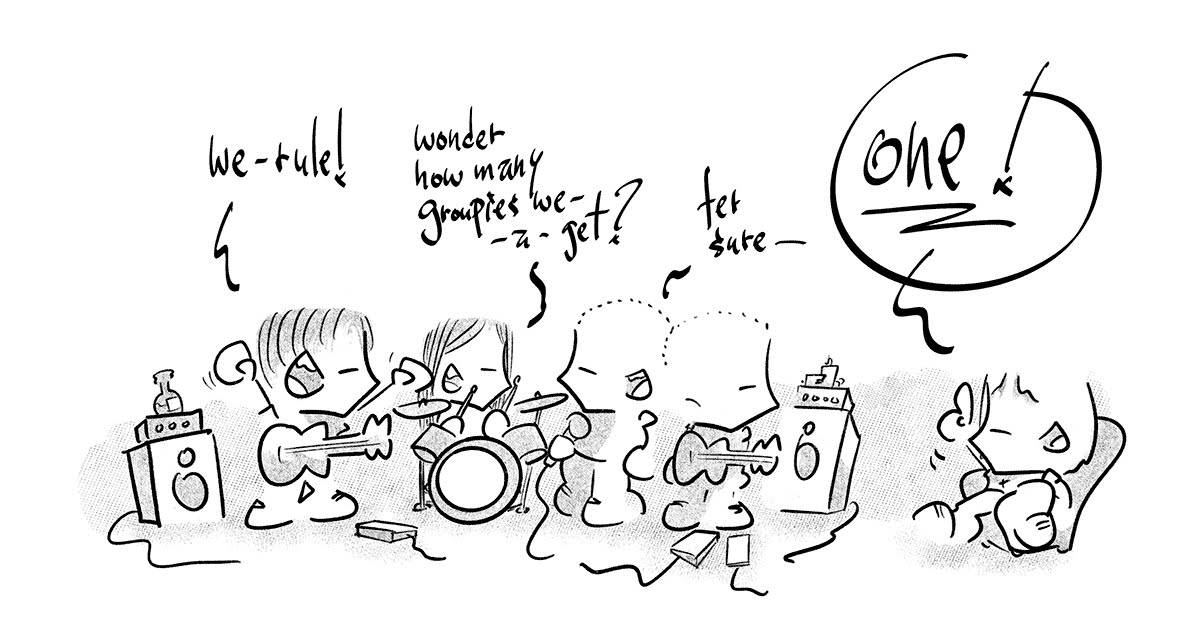 we-rule!
wonder
how many
groupies we-
-a- get?
fer
sure —
one!